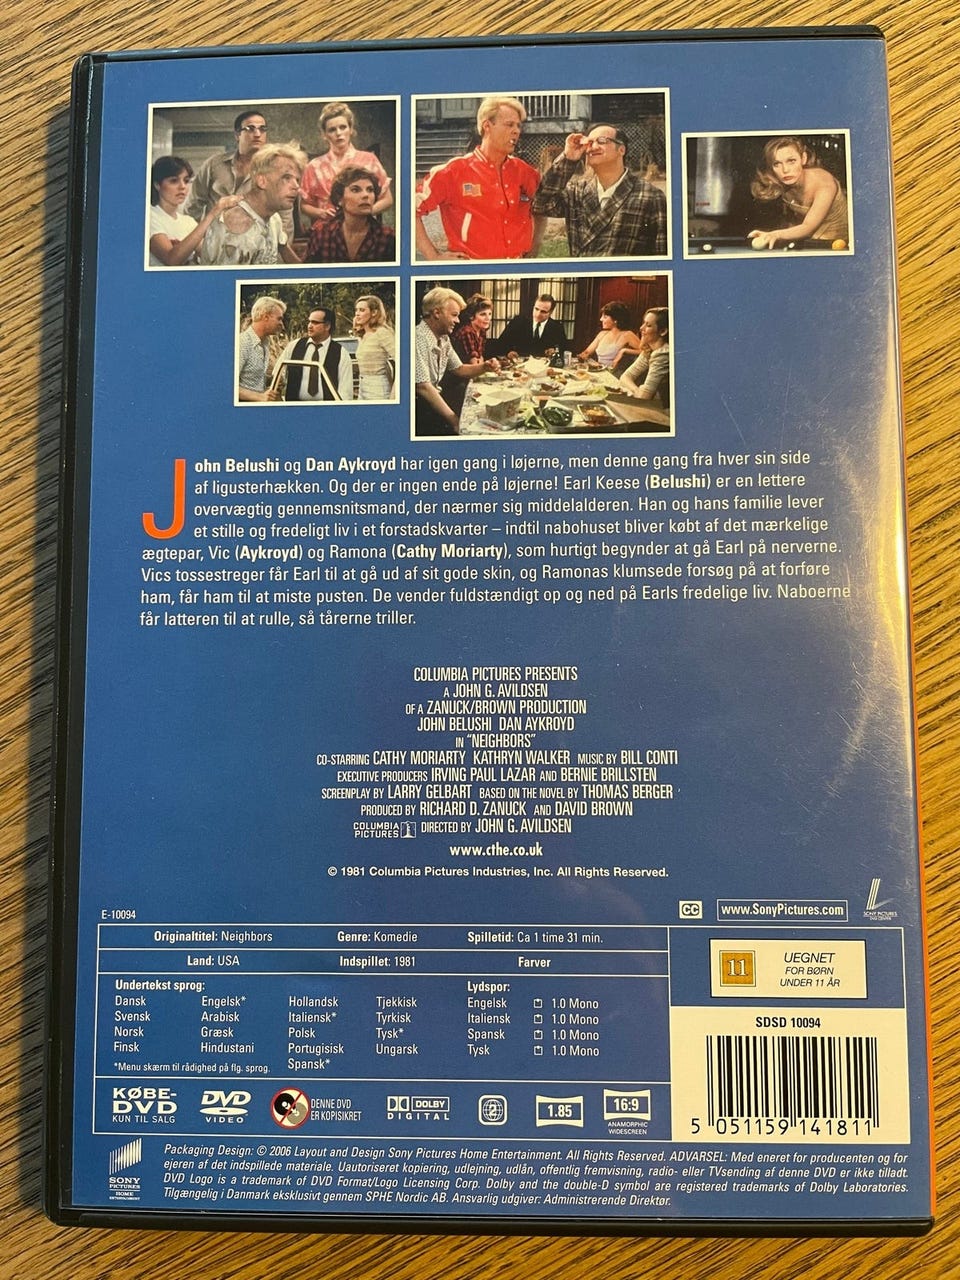 John Belushi og Dan Aykroyd har igen gang i løjerne, men denne gang fra hver sin side
af ligusterhækken. Og der er ingen ende på løjerne! Earl Keese (Belushi) er en lettere
overvægtig gennemsnitsmand, der nærmer sig middelalderen. Han og hans familie lever
et stille og fredeligt liv i et forstadskvarter – indtil nabohuset bliver købt af det mærkelige
ægtepar, Vic (Aykroyd) og Ramona (Cathy Moriarty), som hurtigt begynder at gå Earl på nerverne.
Vics tossestreger får Earl til at gå ud af sit gode skin, og Ramonas klumsede forsøg på at forføre
ham, får ham til at miste pusten. De vender fuldstændigt op og ned på Earls fredelige liv. Naboerne
får latteren til at rulle, så tårerne triller.
COLUMBIA PICTURES PRESENTS
A JOHN G. AVILDSEN
OF A ZANUCK/BROWN PRODUCTION
JOHN BELUSHI DAN AYKROYD
IN "NEIGHBORS"
CO-STARRING CATHY MORIARTY KATHRYN WALKER MUSIC BY BILL CONTI
EXECUTIVE PRODUCERS IRVING PAUL LAZAR AND BERNIE BRILLSTEN
SCREENPLAY BY LARRY GELBART BASED ON THE NOVEL BY THOMAS BERGER
PRODUCED BY RICHARD D. ZANUCK AND DAVID BROWN
COLUMBIA PICTURES DIRECTED BY JOHN G. AVILDSEN
www.cthe.co.uk
© 1981 Columbia Pictures Industries, Inc. All Rights Reserved.
E-10094
CC www.SonyPictures.com
SONY PICTURES
DVD CENTER
Originaltitel: Neighbors Genre: Komedie Spilletid: Ca 1 time 31 min.
Land: USA Indspillet: 1981 Farver
Undertekst sprog: Lydspor:
Dansk Engelsk* Hollandsk Tjekkisk Engelsk 1.0 Mono
Svensk Arabisk Italiensk* Tyrkisk Italiensk 1.0 Mono
Norsk Græsk Polsk Tysk* Spansk 1.0 Mono
Finsk Hindustani Portugisisk Ungarsk Tysk 1.0 Mono
Spansk*
*Menu skærm til rådighed på flg. sprog.
11 UEGNET
FOR BØRN
UNDER 11 ÅR
SDSD 10094
5 051159 141811
KØBE-
DVD
KUN TIL SALG
DVD
VIDEO
DENNE DVD
ER KOPISIKRET
DOLBY
DIGITAL
2
1.85
16:9
ANAMORPHIC
WIDESCREEN
SONY
PICTURES
HOME
ENTERTAINMENT
Packaging Design: © 2006 Layout and Design Sony Pictures Home Entertainment. All Rights Reserved. ADVARSEL: Med eneret for producenten og for
ejeren af det indspillede materiale. Uautoriseret kopiering, udlejning, udlån, offentlig fremvisning, radio- eller TVsending af denne DVD er ikke tilladt.
DVD Logo is a trademark of DVD Format/Logo Licensing Corp. Dolby and the double-D symbol are registered trademarks of Dolby Laboratories.
Tilgængelig i Danmark eksklusivt gennem SPHE Nordic AB. Ansvarlig udgiver: Administrerende Direktør.